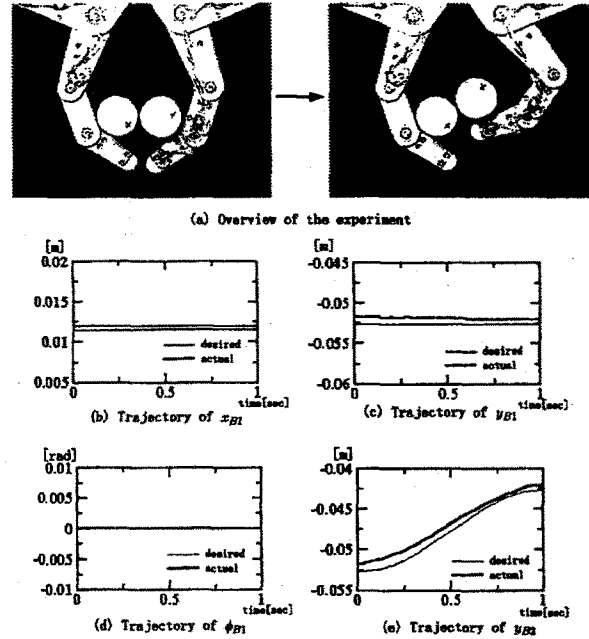 (a) Overview of the experiment
[m]
0.02
0.015
0.01
0.005
0
0.5
1
desired
actual
time[sec]
(b) Trajectory of x_B1
[m]
-0.045
-0.05
-0.055
-0.06
0
0.5
1
desired
actual
time[sec]
(c) Trajectory of y_B1
[rad]
0.01
0.005
0
-0.005
-0.01
0
0.5
1
desired
actual
time[sec]
(d) Trajectory of ϕ_B1
[m]
-0.04
-0.045
-0.05
-0.055
0
0.5
1
desired
actual
time[sec]
(e) Trajectory of y_B2